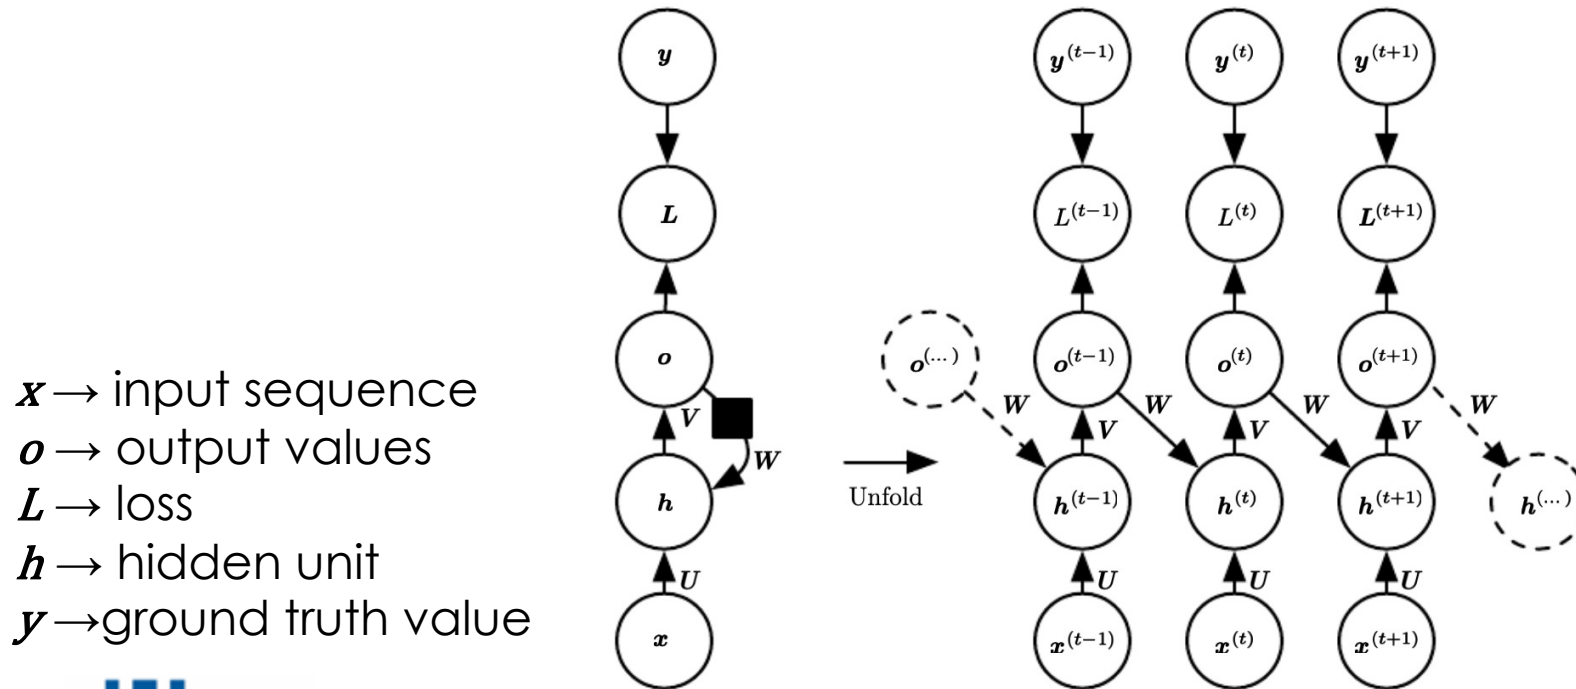 x → input sequence
o → output values
L → loss
h → hidden unit
y →ground truth value
y
L
o
V
W
h
U
x
Unfold
y^(t−1) y^(t) y^(t+1)
L^(t−1) L^(t) L^(t+1)
o^(...) o^(t−1) o^(t) o^(t+1)
W W W W
V V V
h^(t−1) h^(t) h^(t+1) h^(...)
U U U
x^(t−1) x^(t) x^(t+1)